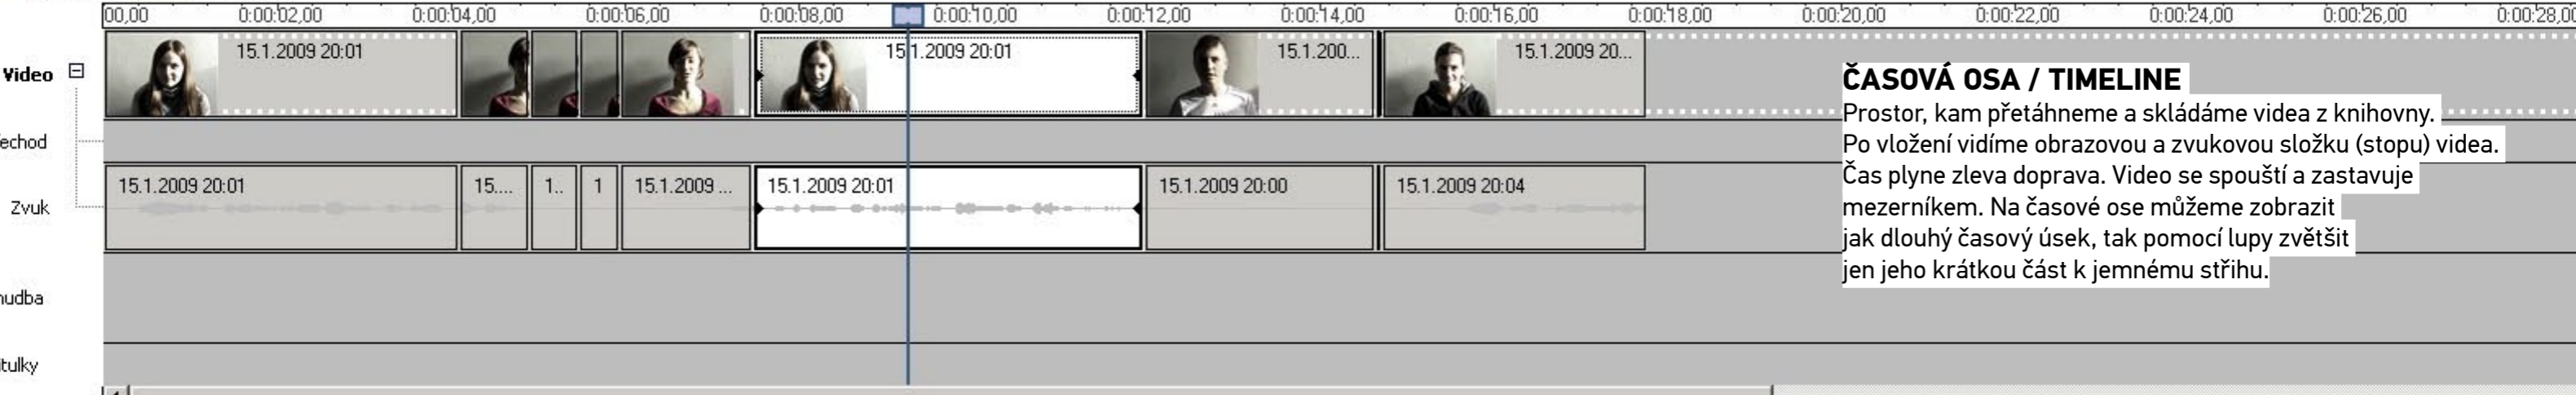 00,00 0:00:02,00 0:00:04,00 0:00:06,00 0:00:08,00 0:00:10,00 0:00:12,00 0:00:14,00 0:00:16,00 0:00:18,00 0:00:20,00 0:00:22,00 0:00:24,00 0:00:26,00 0:00:28,00
Video 15.1.2009 20:01 15.1.2009 20:01 15.1.200... 15.1.2009 20...
echod
Zvuk 15.1.2009 20:01 15.... 1.. 1 15.1.2009 ... 15.1.2009 20:01 15.1.2009 20:00 15.1.2009 20:04
hudba
itulky
ČASOVÁ OSA / TIMELINE
Prostor, kam přetáhneme a skládáme videa z knihovny.
Po vložení vidíme obrazovou a zvukovou složku (stopu) videa.
Čas plyne zleva doprava. Video se spouští a zastavuje
mezerníkem. Na časové ose můžeme zobrazit
jak dlouhý časový úsek, tak pomocí lupy zvětšit
jen jeho krátkou část k jemnému střihu.